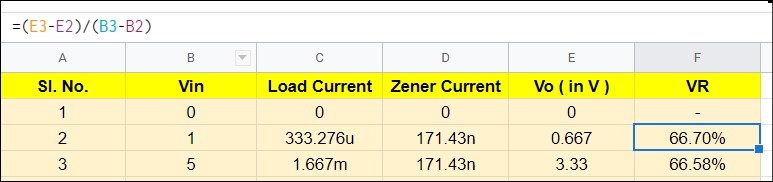 =(E3-E2)/(B3-B2)
A B C D E F
Sl. No. Vin Load Current Zener Current Vo ( in V ) VR
1 0 0 0 0 -
2 1 333.276u 171.43n 0.667 66.70%
3 5 1.667m 171.43n 3.33 66.58%